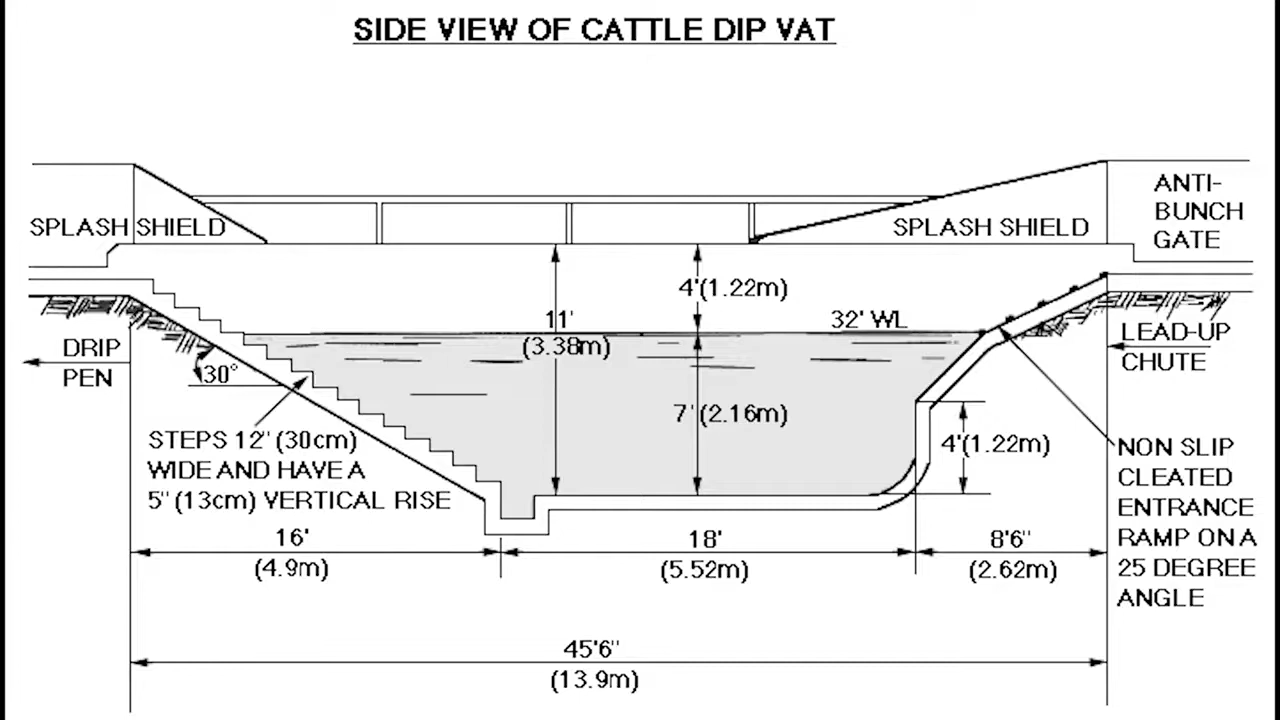 SIDE VIEW OF CATTLE DIP VAT
SPLASH SHIELD
SPLASH SHIELD
ANTI-
BUNCH
GATE
4'(1.22m)
11'
(3.38m)
32' WL
DRIP
PEN
30°
LEAD-UP
CHUTE
7' (2.16m)
4'(1.22m)
STEPS 12" (30cm)
WIDE AND HAVE A
5" (13cm) VERTICAL RISE
NON SLIP
CLEATED
ENTRANCE
RAMP ON A
25 DEGREE
ANGLE
16'
(4.9m)
18'
(5.52m)
8'6"
(2.62m)
45'6"
(13.9m)